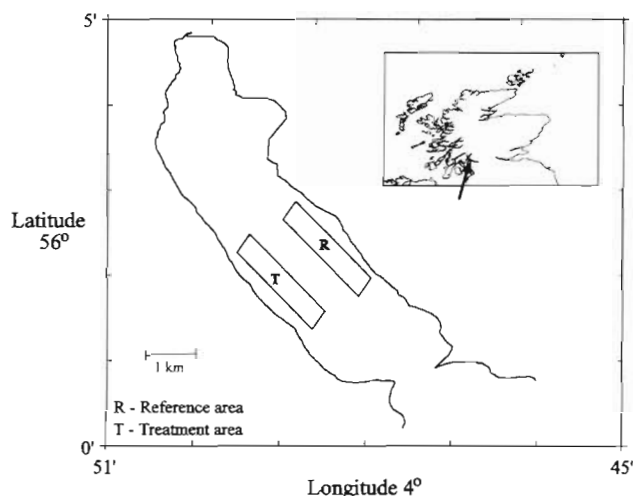 5'
Latitude
56°
R
T
1 km
R - Reference area
T - Treatment area
0'
51'
45'
Longitude 4°